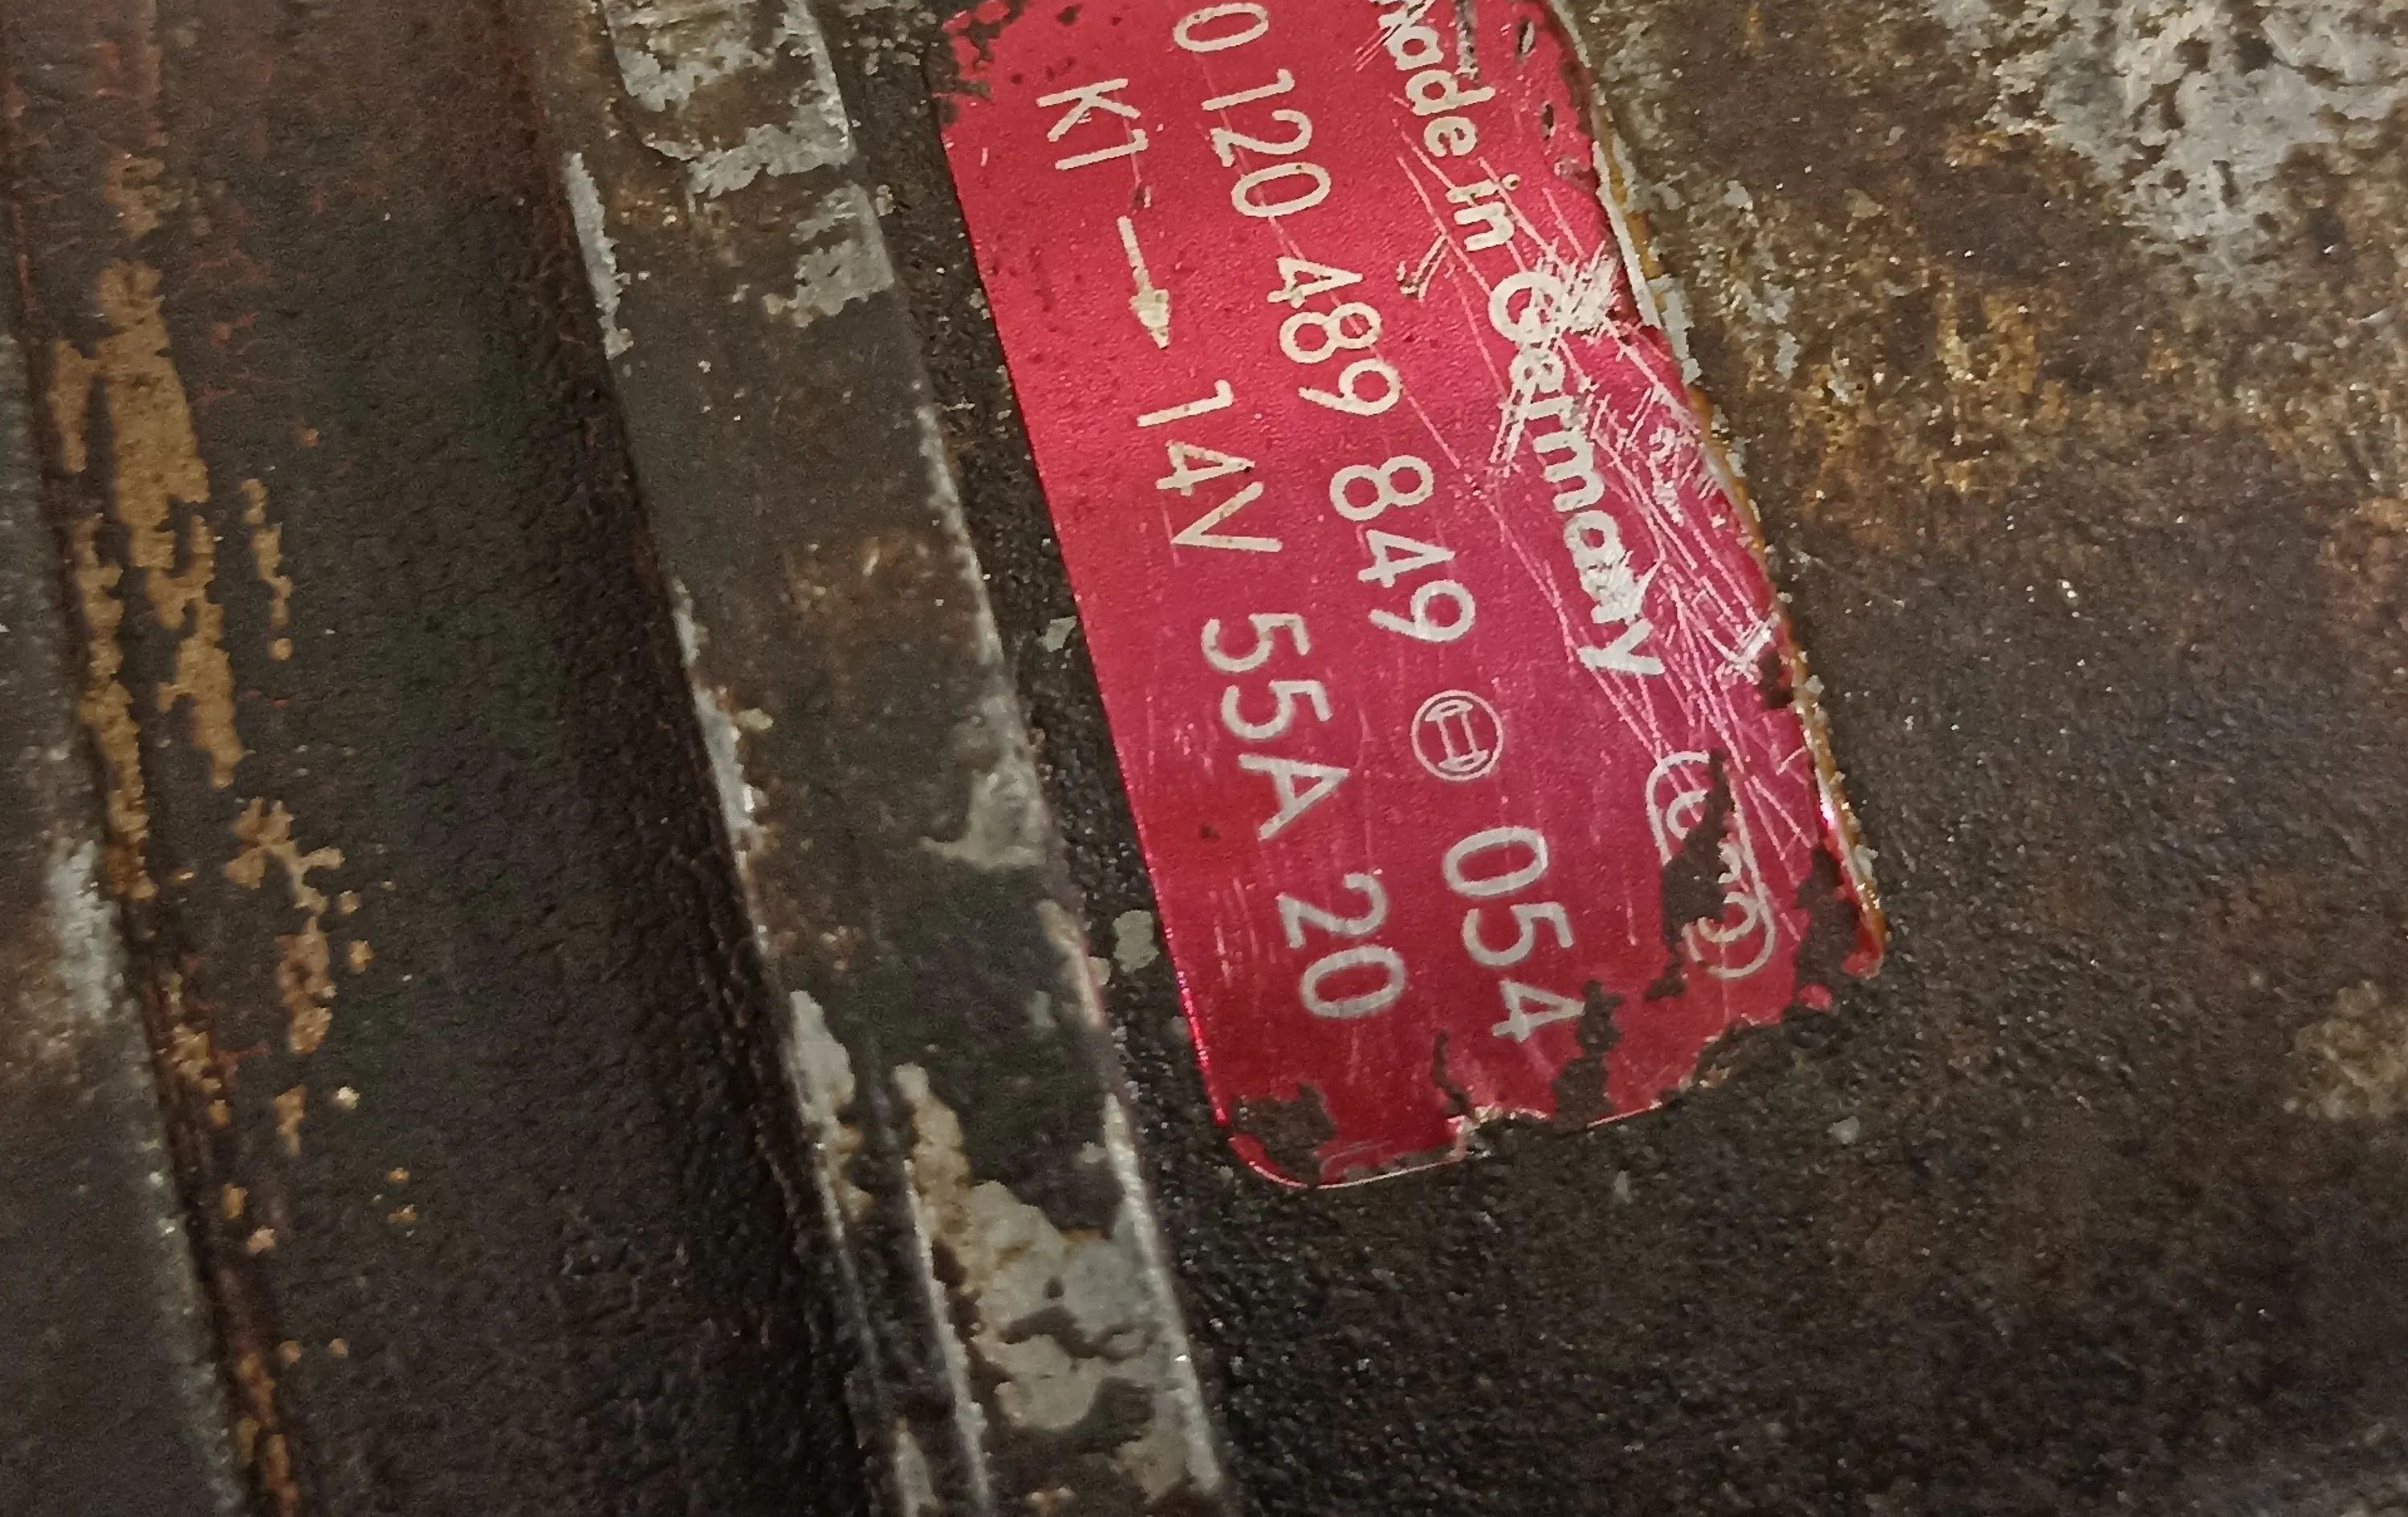 Made in Germany
0 120 489 849 054
K1 → 14V 55A 20